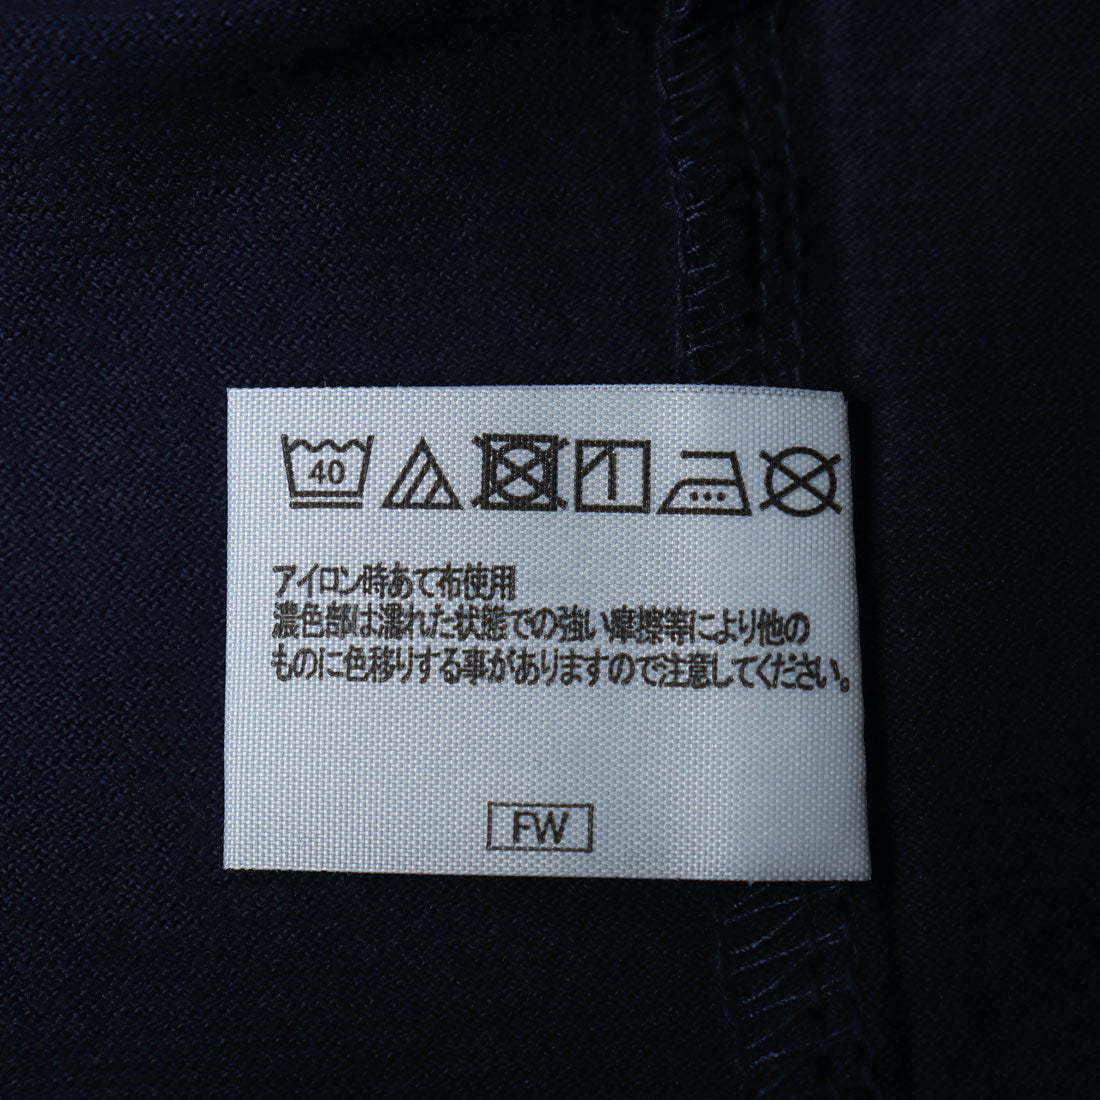 40
アイロン時あて布使用
濃色部は濡れた状態での強い摩擦等により他の
ものに色移りする事がありますので注意してください。
FW